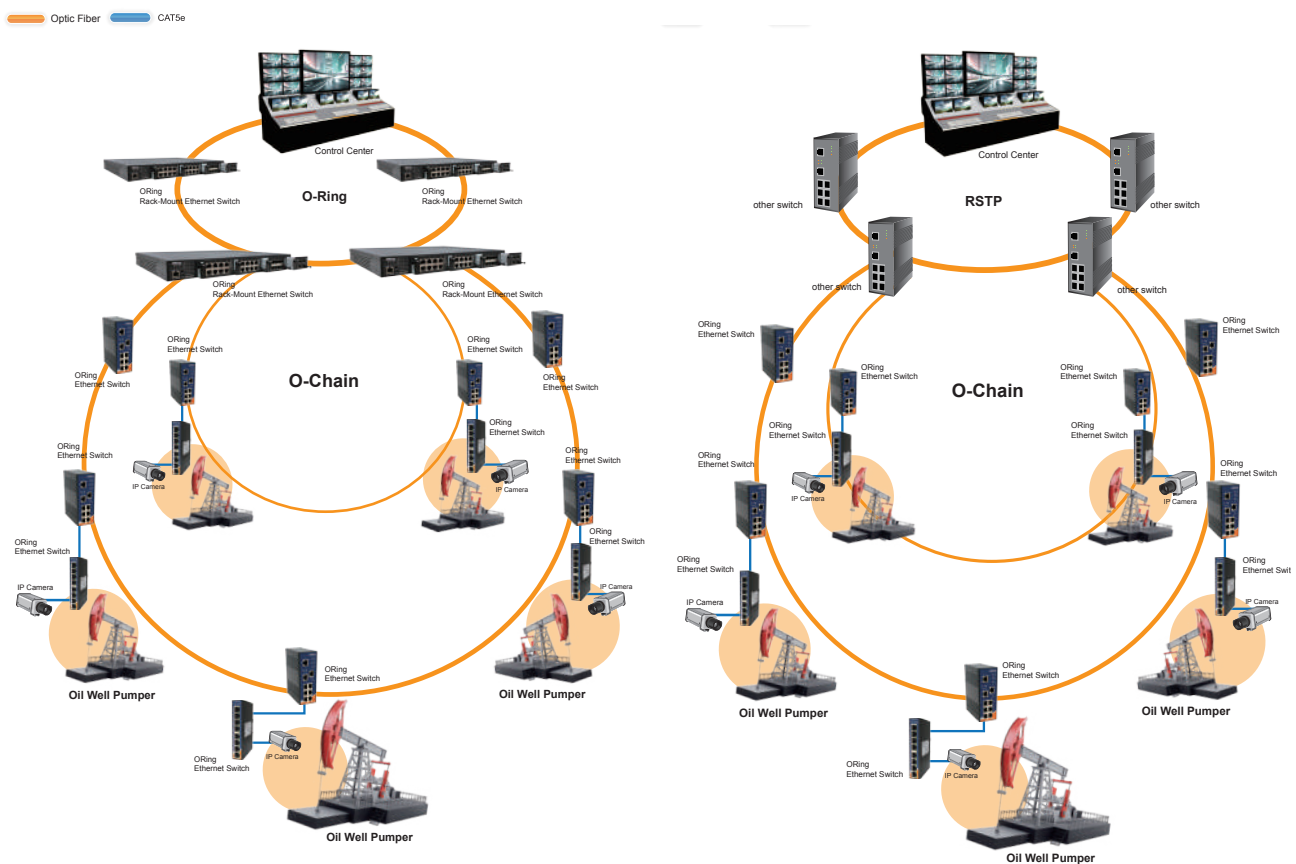 Optic Fiber
CAT5e
Control Center
ORing
Rack-Mount Ethernet Switch
O-Ring
ORing
Rack-Mount Ethernet Switch
ORing
Rack-Mount Ethernet Switch
ORing
Rack-Mount Ethernet Switch
ORing
Ethernet Switch
ORing
Ethernet Switch
ORing
Ethernet Switch
ORing
Ethernet Switch
O-Chain
ORing
Ethernet Switch
ORing
Ethernet Switch
ORing
Ethernet Switch
ORing
Ethernet Switch
IP Camera
IP Camera
ORing
Ethernet Switch
ORing
Ethernet Switch
IP Camera
IP Camera
Oil Well Pumper
Oil Well Pumper
ORing
Ethernet Switch
ORing
Ethernet Switch
IP Camera
Oil Well Pumper
Control Center
other switch
RSTP
other switch
other switch
other switch
ORing
Ethernet Switch
ORing
Ethernet Switch
ORing
Ethernet Switch
ORing
Ethernet Switch
O-Chain
ORing
Ethernet Switch
ORing
Ethernet Switch
ORing
Ethernet Switch
ORing
Ethernet Switch
IP Camera
IP Camera
ORing
Ethernet Switch
ORing
Ethernet Swit
IP Camera
IP Camera
Oil Well Pumper
Oil Well Pumper
ORing
Ethernet Switch
ORing
Ethernet Switch
IP Camera
Oil Well Pumper